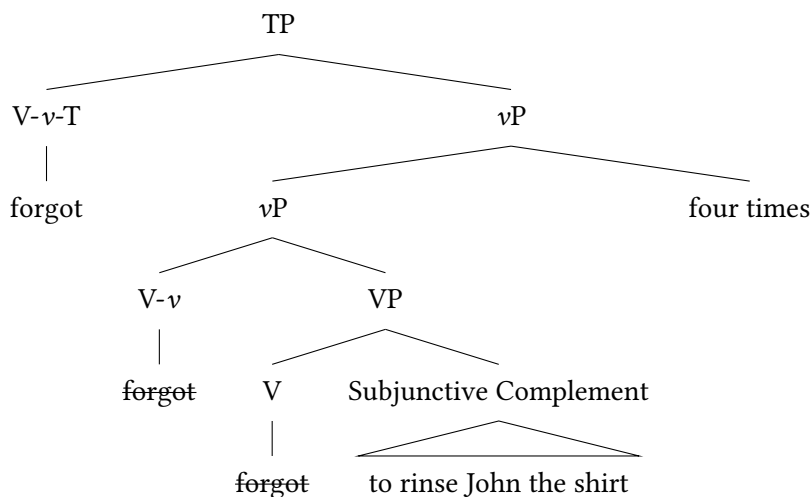 TP
V-v-T vP
forgot vP four times
V-v VP
forgot V Subjunctive Complement
forgot to rinse John the shirt